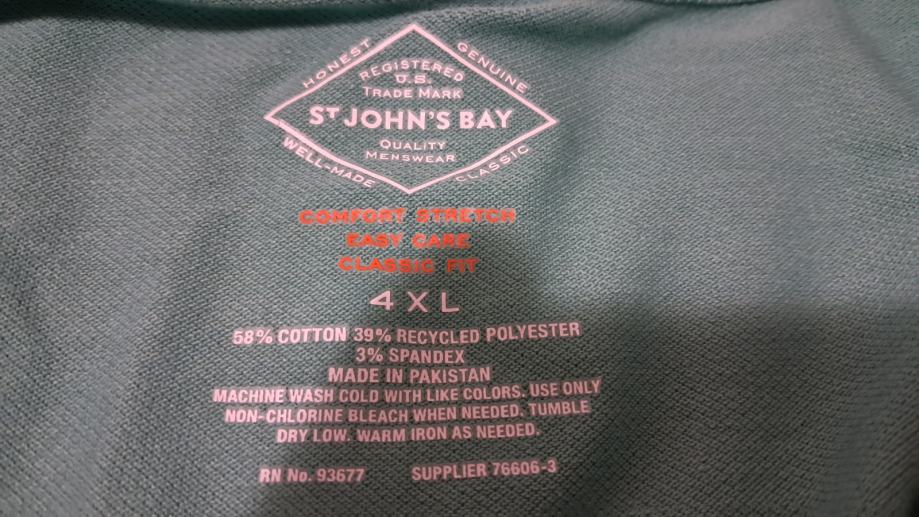 HONEST GENUINE
REGISTERED
U.S.
TRADE MARK
ST JOHN'S BAY
QUALITY
MENSWEAR
WELL-MADE CLASSIC
COMFORT STRETCH
EASY CARE
CLASSIC FIT
4XL
58% COTTON 39% RECYCLED POLYESTER
3% SPANDEX
MADE IN PAKISTAN
MACHINE WASH COLD WITH LIKE COLORS. USE ONLY
NON-CHLORINE BLEACH WHEN NEEDED. TUMBLE
DRY LOW. WARM IRON AS NEEDED.
RN No. 93677 SUPPLIER 76606-3